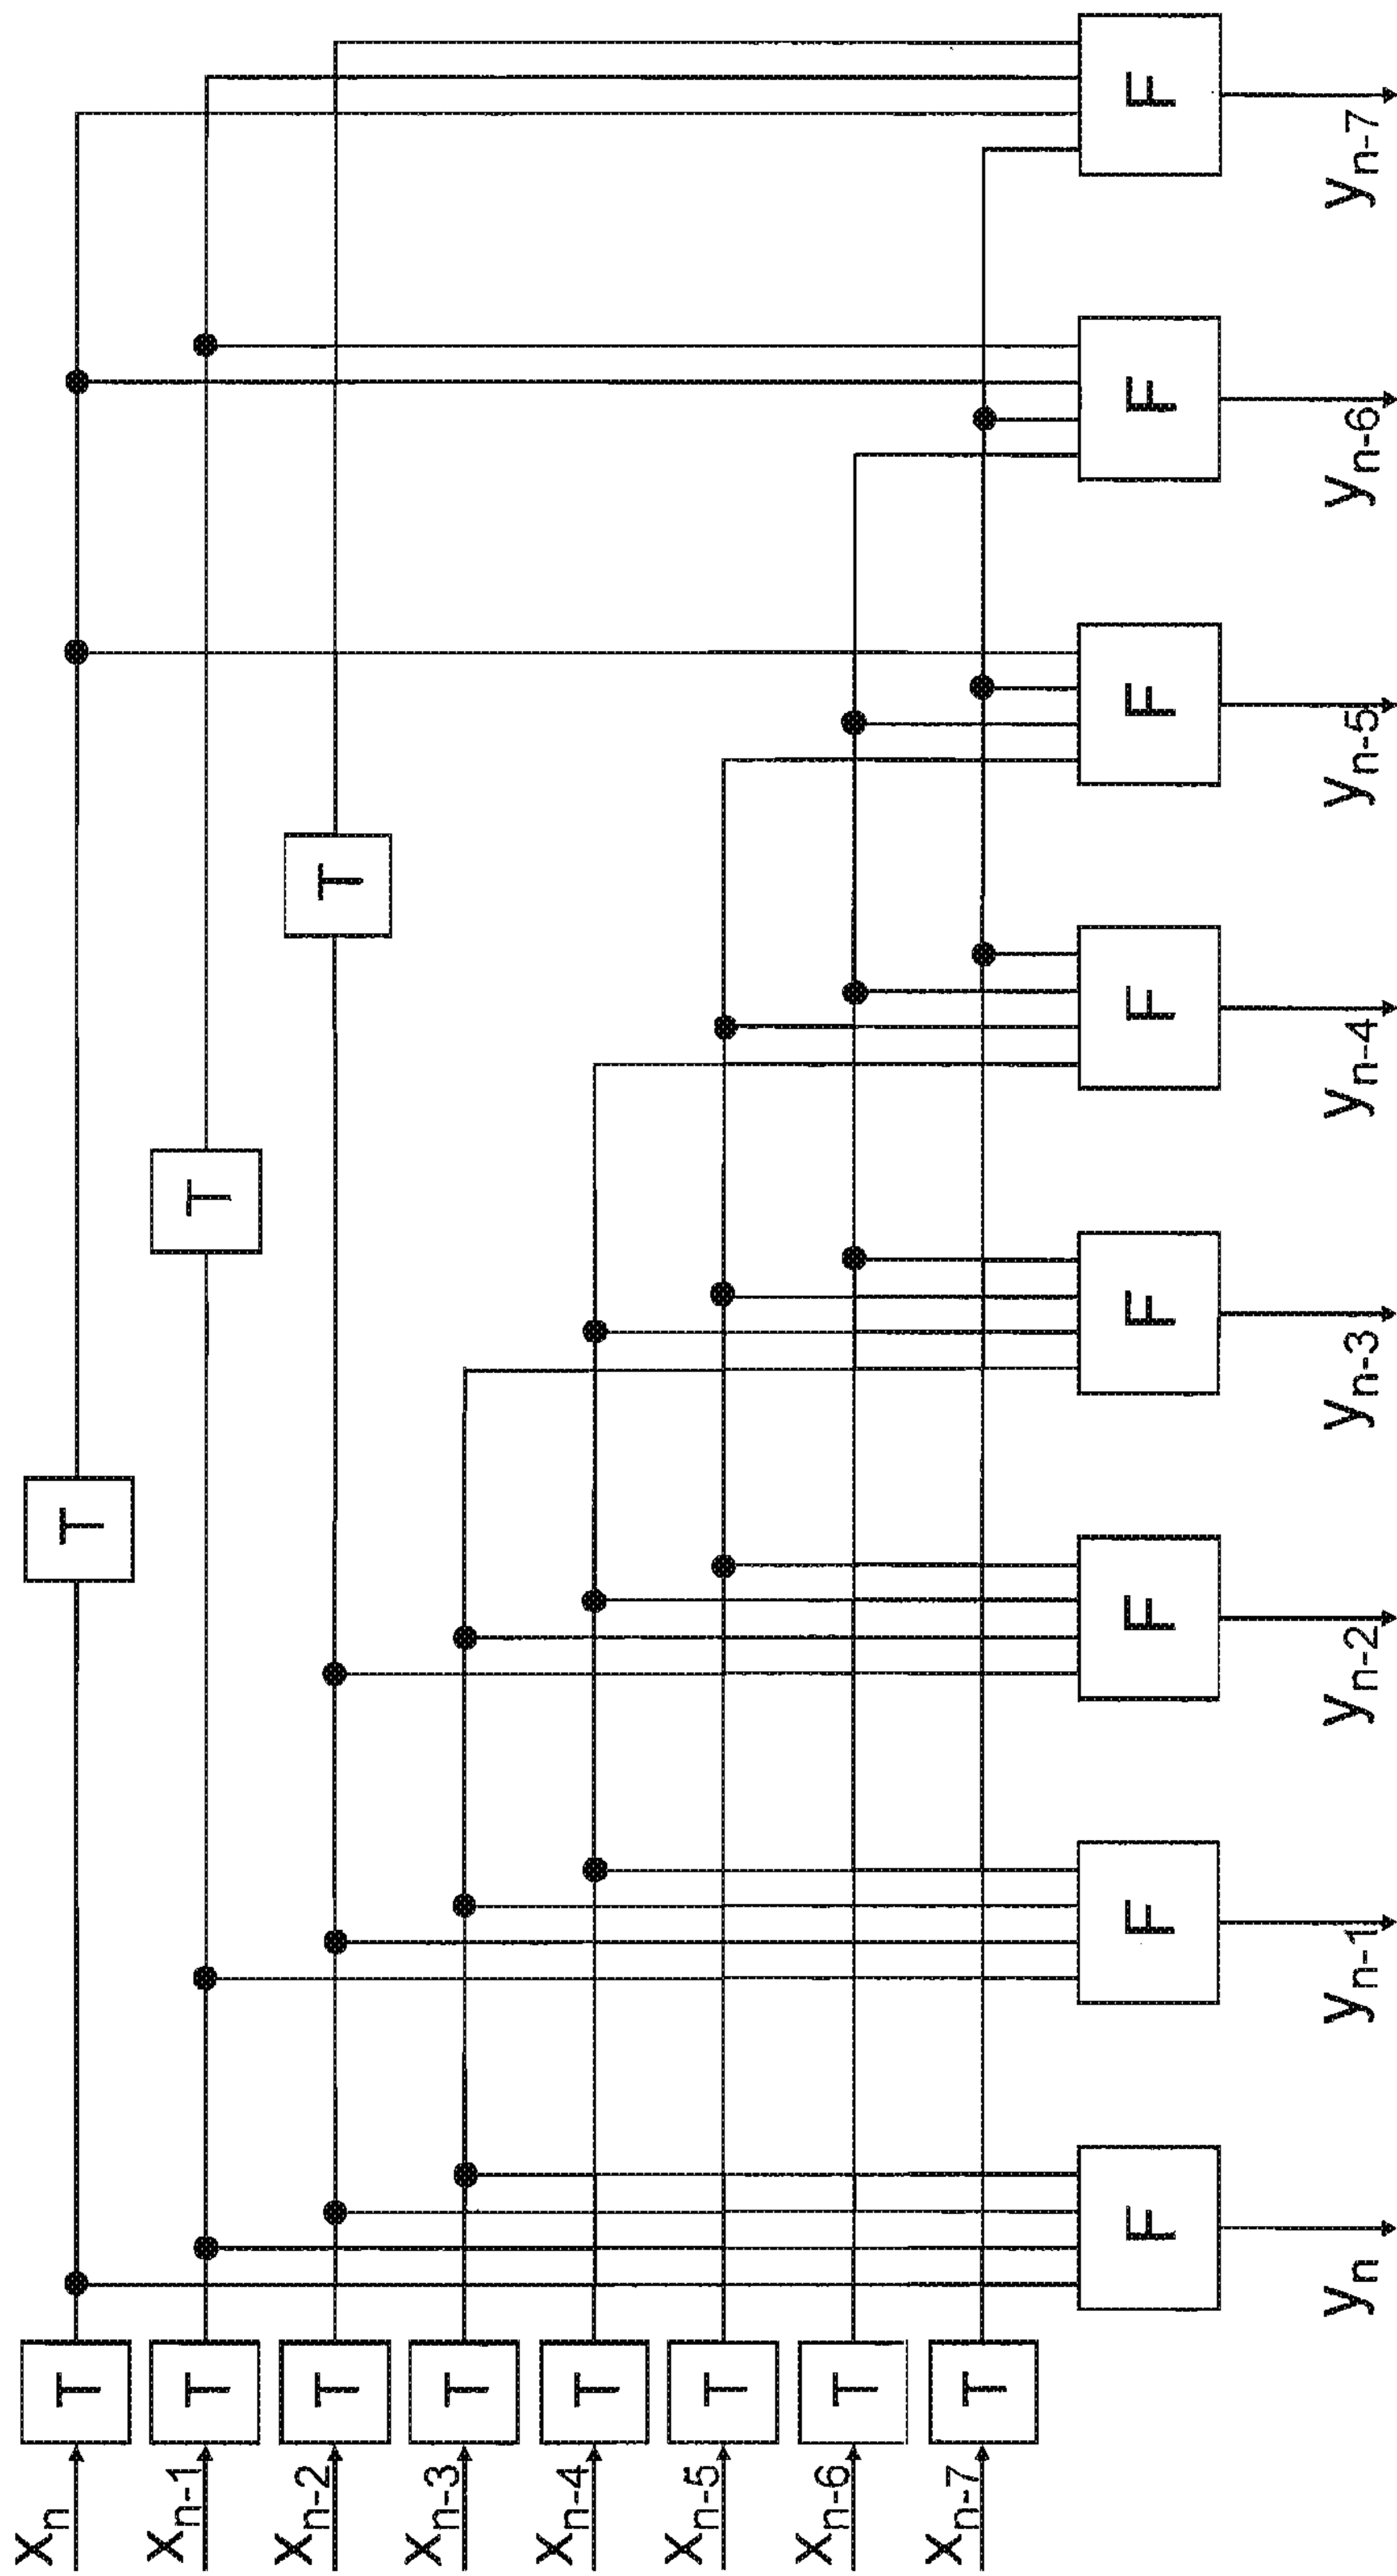 xn T T
xn-1 T T
xn-2 T T
xn-3 T
xn-4 T
xn-5 T
xn-6 T
xn-7 T
F F F F F F F F
yn yn-1 yn-2 yn-3 yn-4 yn-5 yn-6 yn-7